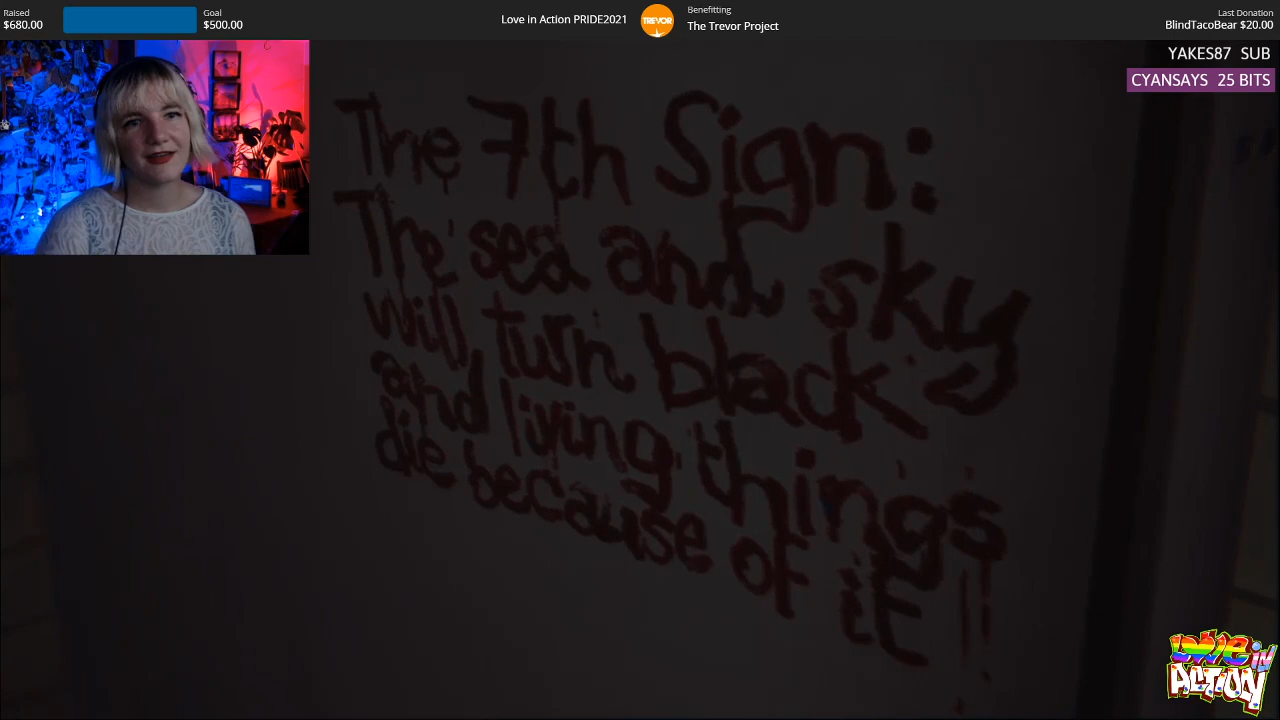 Raised
$680.00
Goal
$500.00
Love in Action PRIDE2021
TREVOR
Benefitting
The Trevor Project
Last Donation
BlindTacoBear $20.00
YAKES87 SUB
CYANSAYS 25 BITS
The 7th Sign:
The sea and sky
will turn black
and living things
die because of it
LOVE IN
ACTION